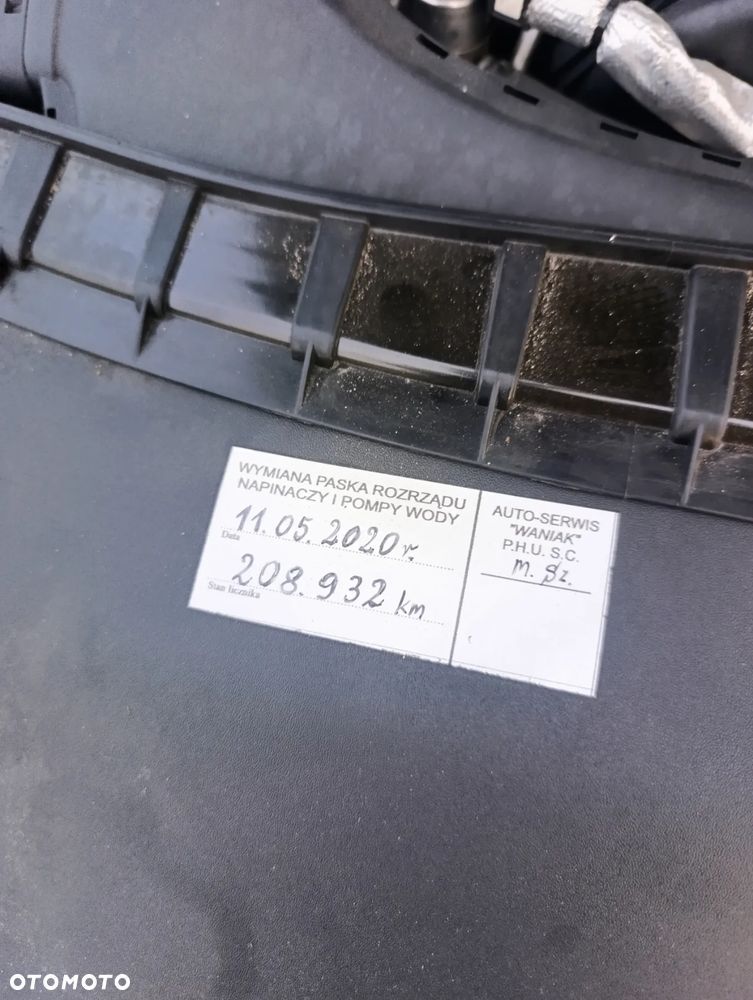 WYMIANA PASKA ROZRZĄDU
NAPINACZY I POMPY WODY
11.05.2020 r.
Data
208.932 km
Stan licznika
AUTO-SERWIS
"WANIAK"
P.H.U. S.C.
M. Sz.
OTOMOTO